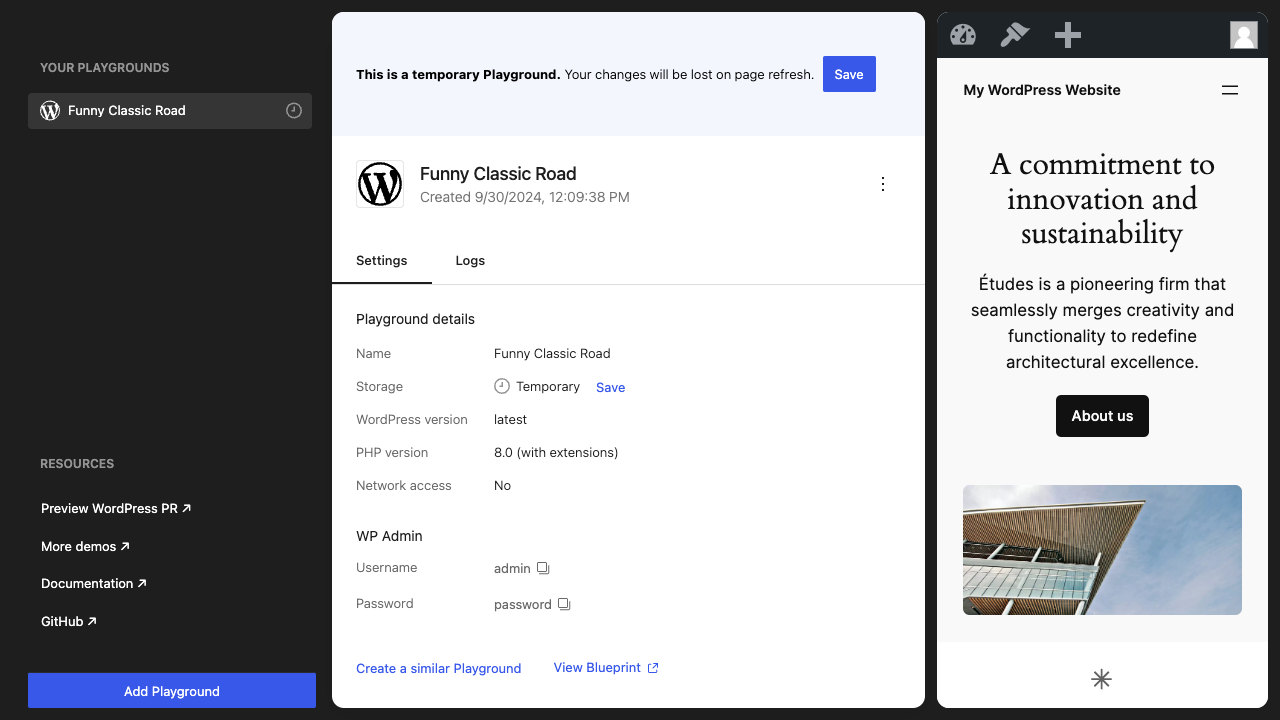 YOUR PLAYGROUNDS
Funny Classic Road
RESOURCES
Preview WordPress PR ↗
More demos ↗
Documentation ↗
GitHub ↗
Add Playground
This is a temporary Playground. Your changes will be lost on page refresh. Save
Funny Classic Road
Created 9/30/2024, 12:09:38 PM
Settings Logs
Playground details
Name Funny Classic Road
Storage Temporary Save
WordPress version latest
PHP version 8.0 (with extensions)
Network access No
WP Admin
Username admin
Password password
Create a similar Playground View Blueprint
My WordPress Website
A commitment to
innovation and
sustainability
Études is a pioneering firm that
seamlessly merges creativity and
functionality to redefine
architectural excellence.
About us